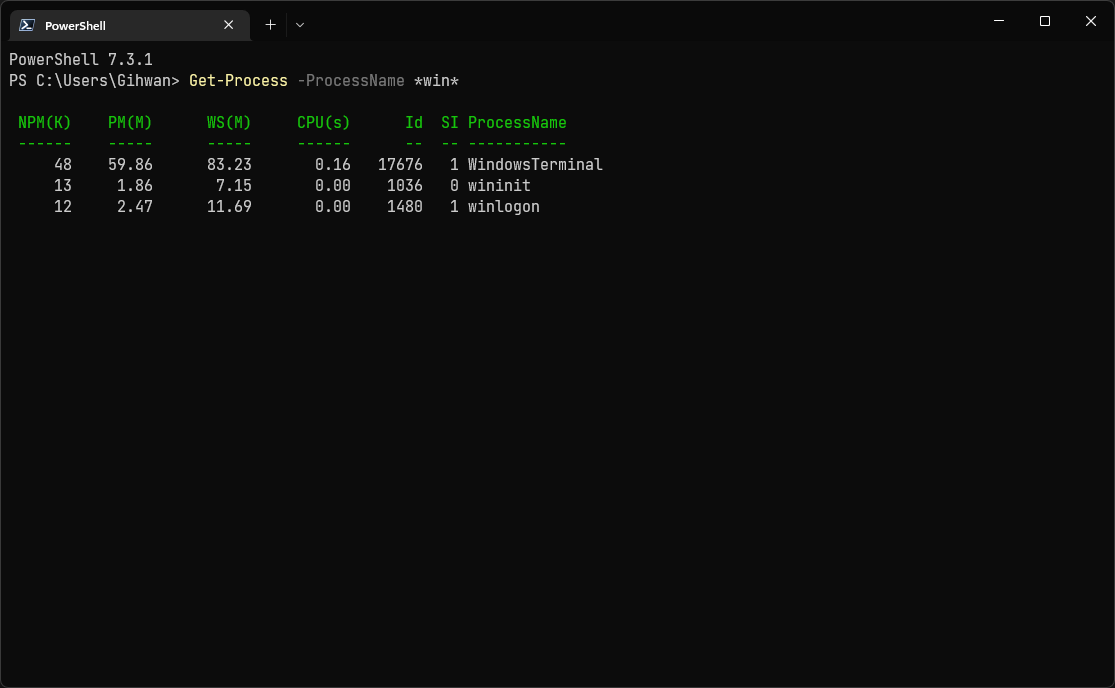 PowerShell
PowerShell 7.3.1
PS C:\Users\Gihwan> Get-Process -ProcessName *win*
 NPM(K)    PM(M)      WS(M)     CPU(s)      Id  SI ProcessName
 ------    -----      -----     ------      --  -- -----------
     48    59.86      83.23       0.16   17676   1 WindowsTerminal
     13     1.86       7.15       0.00    1036   0 wininit
     12     2.47      11.69       0.00    1480   1 winlogon